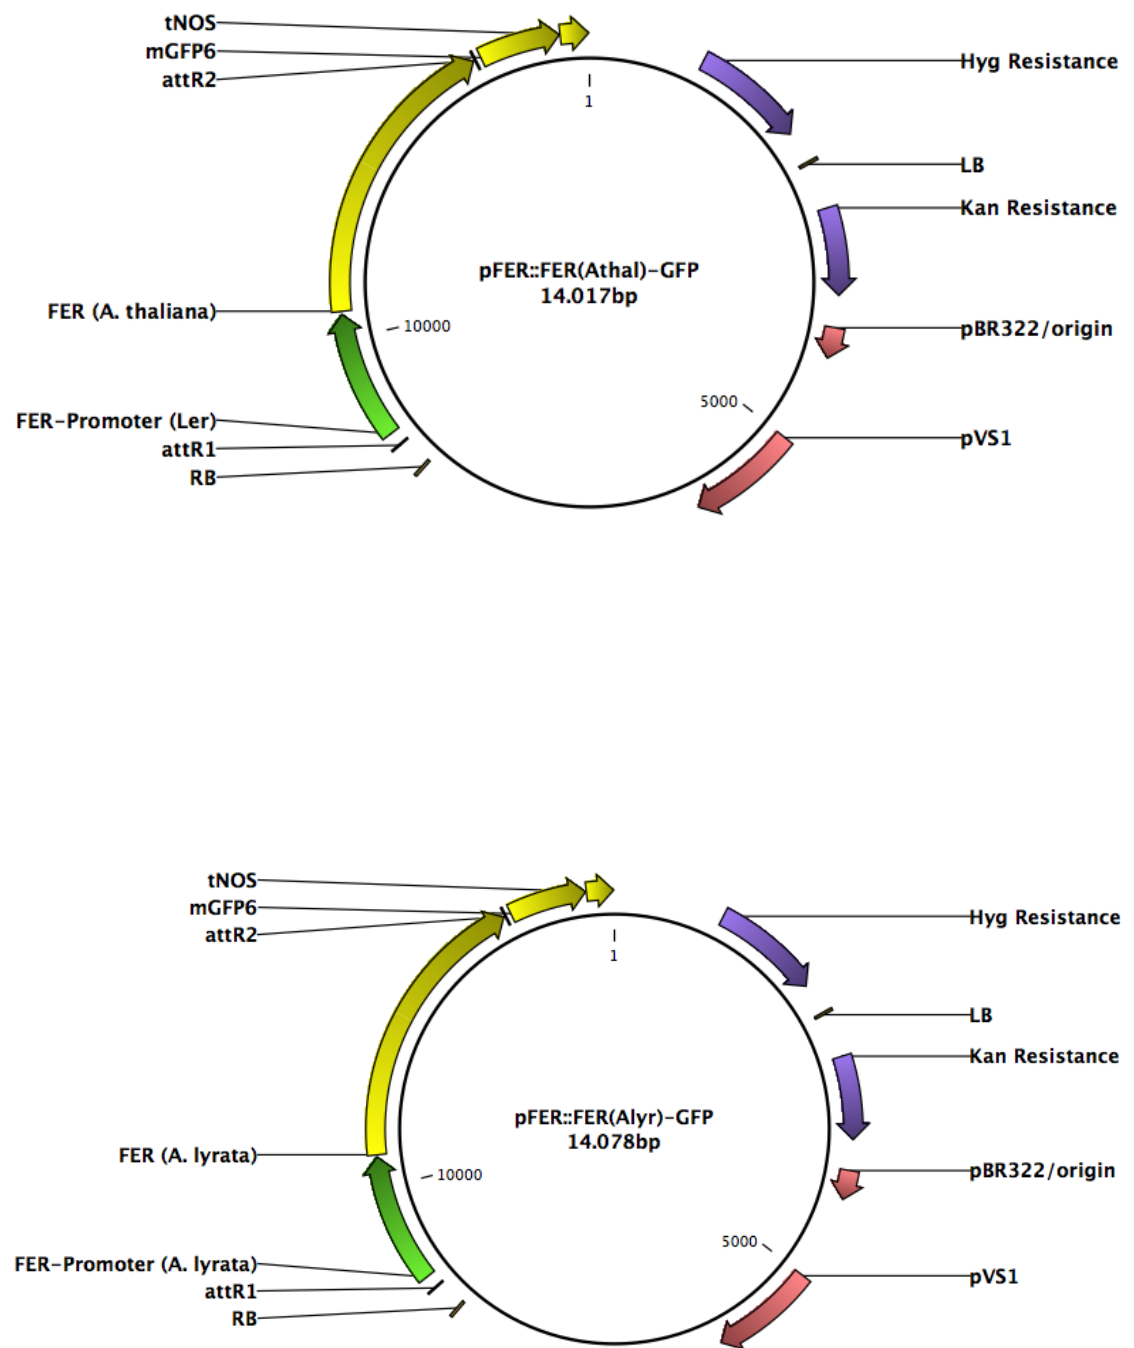 tNOS
mGFP6
attR2
1
Hyg Resistance
LB
Kan Resistance
pFER::FER(Athal)-GFP
14.017bp
FER (A. thaliana)
10000
pBR322/origin
5000
FER-Promoter (Ler)
attR1
RB
pVS1
tNOS
mGFP6
attR2
1
Hyg Resistance
LB
Kan Resistance
pFER::FER(Alyr)-GFP
14.078bp
FER (A. lyrata)
10000
pBR322/origin
5000
FER-Promoter (A. lyrata)
attR1
RB
pVS1